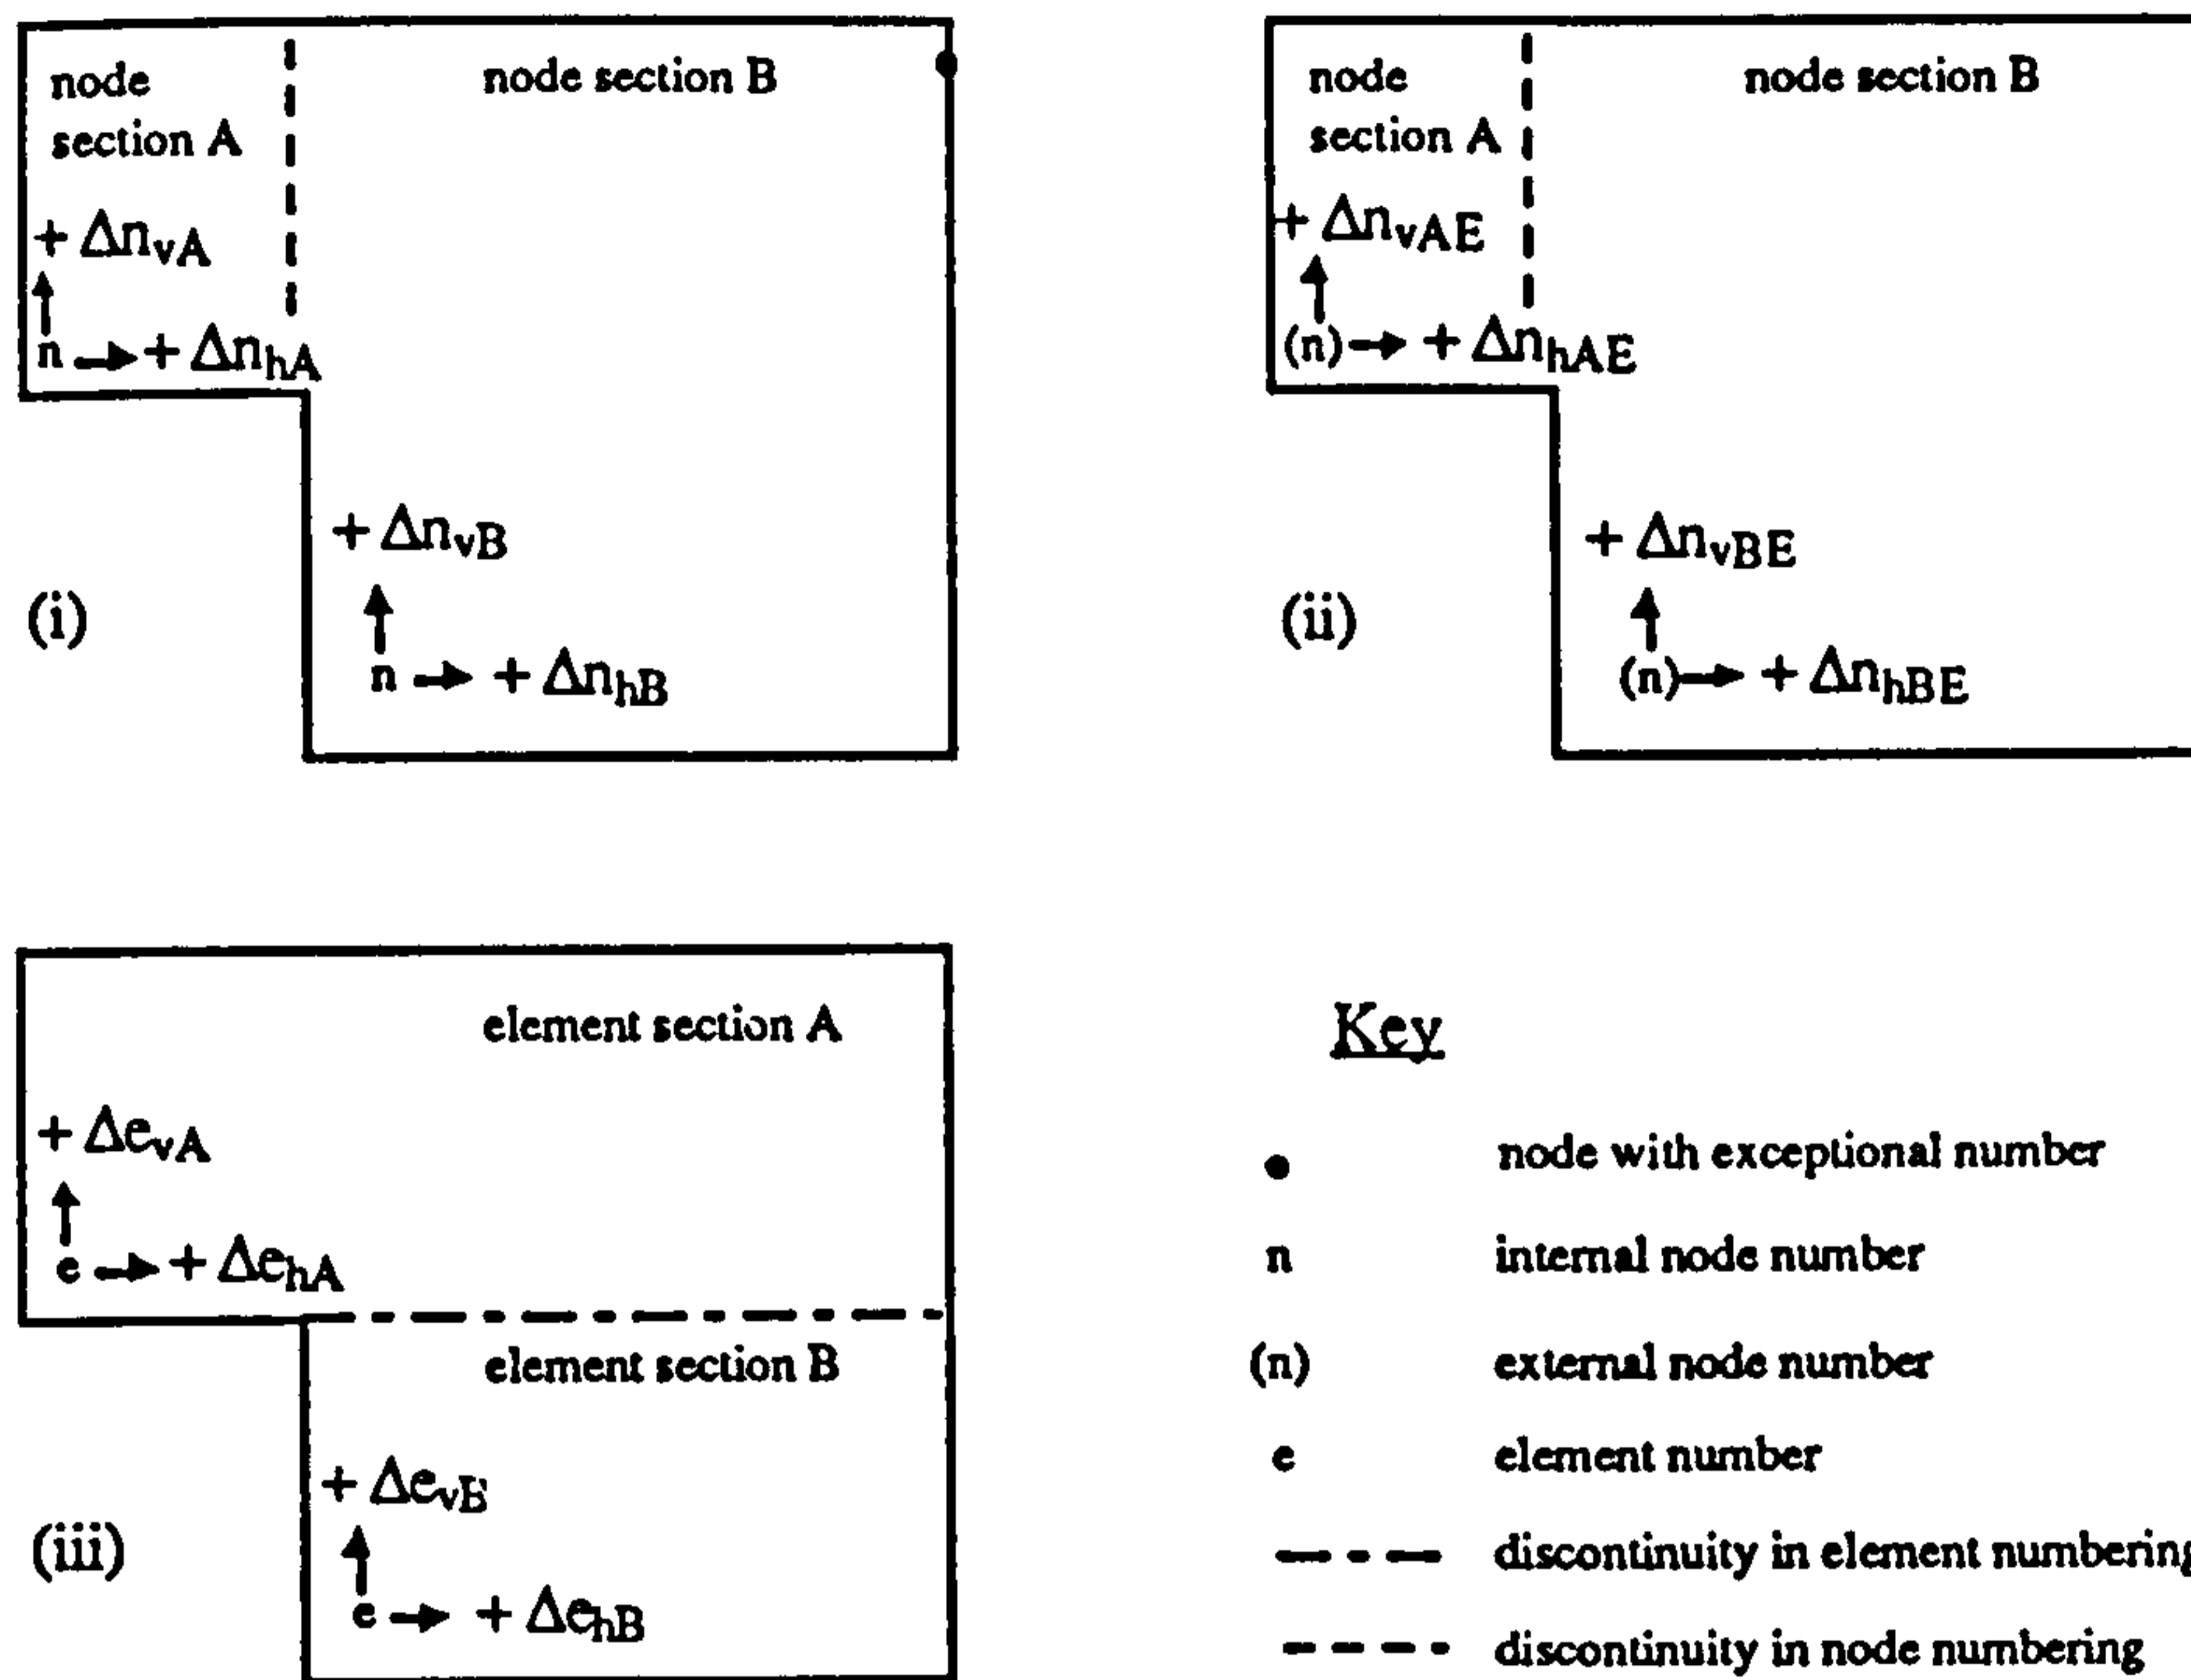 node
section A
node section B
+ Δn_vA
n → + Δn_hA
+ Δn_vB
n → + Δn_hB
(i)
node
section A
node section B
+ Δn_vAE
(n) → + Δn_hAE
+ Δn_vBE
(n) → + Δn_hBE
(ii)
element section A
+ Δe_vA
e → + Δe_hA
element section B
+ Δe_vB
e → + Δe_hB
(iii)
Key
node with exceptional number
n internal node number
(n) external node number
e element number
discontinuity in element numbering
discontinuity in node numbering